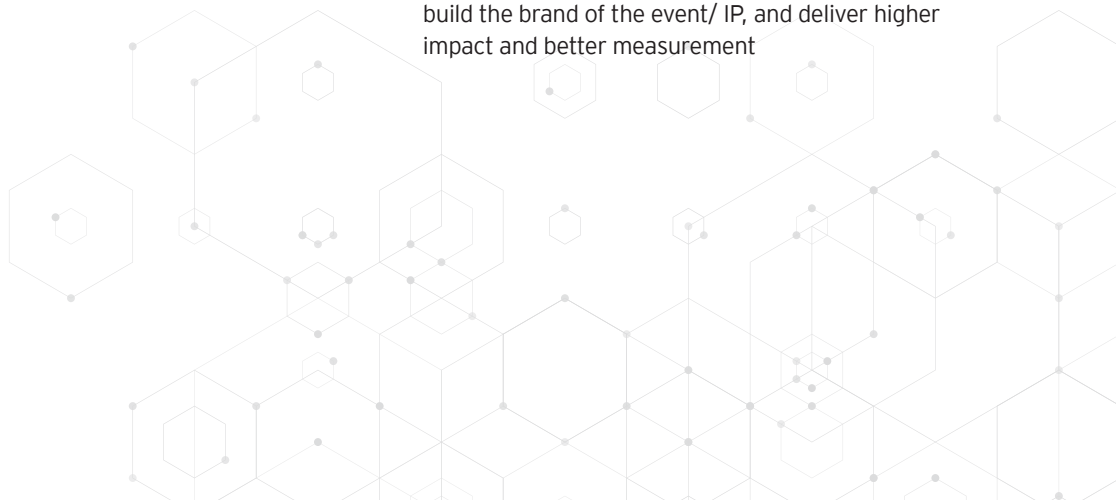 build the brand of the event/ IP, and deliver higher
impact and better measurement